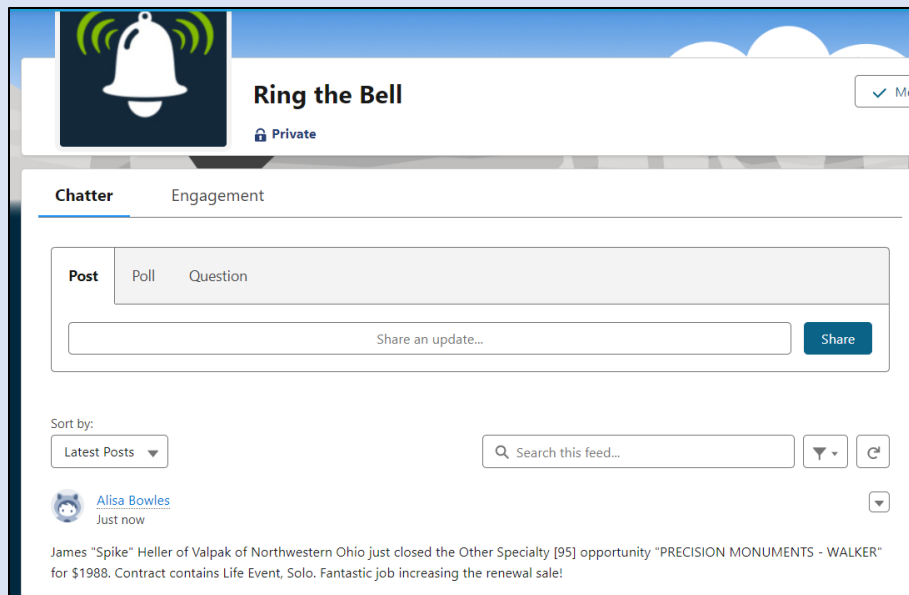 Ring the Bell
Private
Chatter
Engagement
Post
Poll
Question
Share an update...
Share
Sort by:
Latest Posts
Search this feed...
Alisa Bowles
Just now
James "Spike" Heller of Valpak of Northwestern Ohio just closed the Other Specialty [95] opportunity "PRECISION MONUMENTS - WALKER"
for $1988. Contract contains Life Event, Solo. Fantastic job increasing the renewal sale!